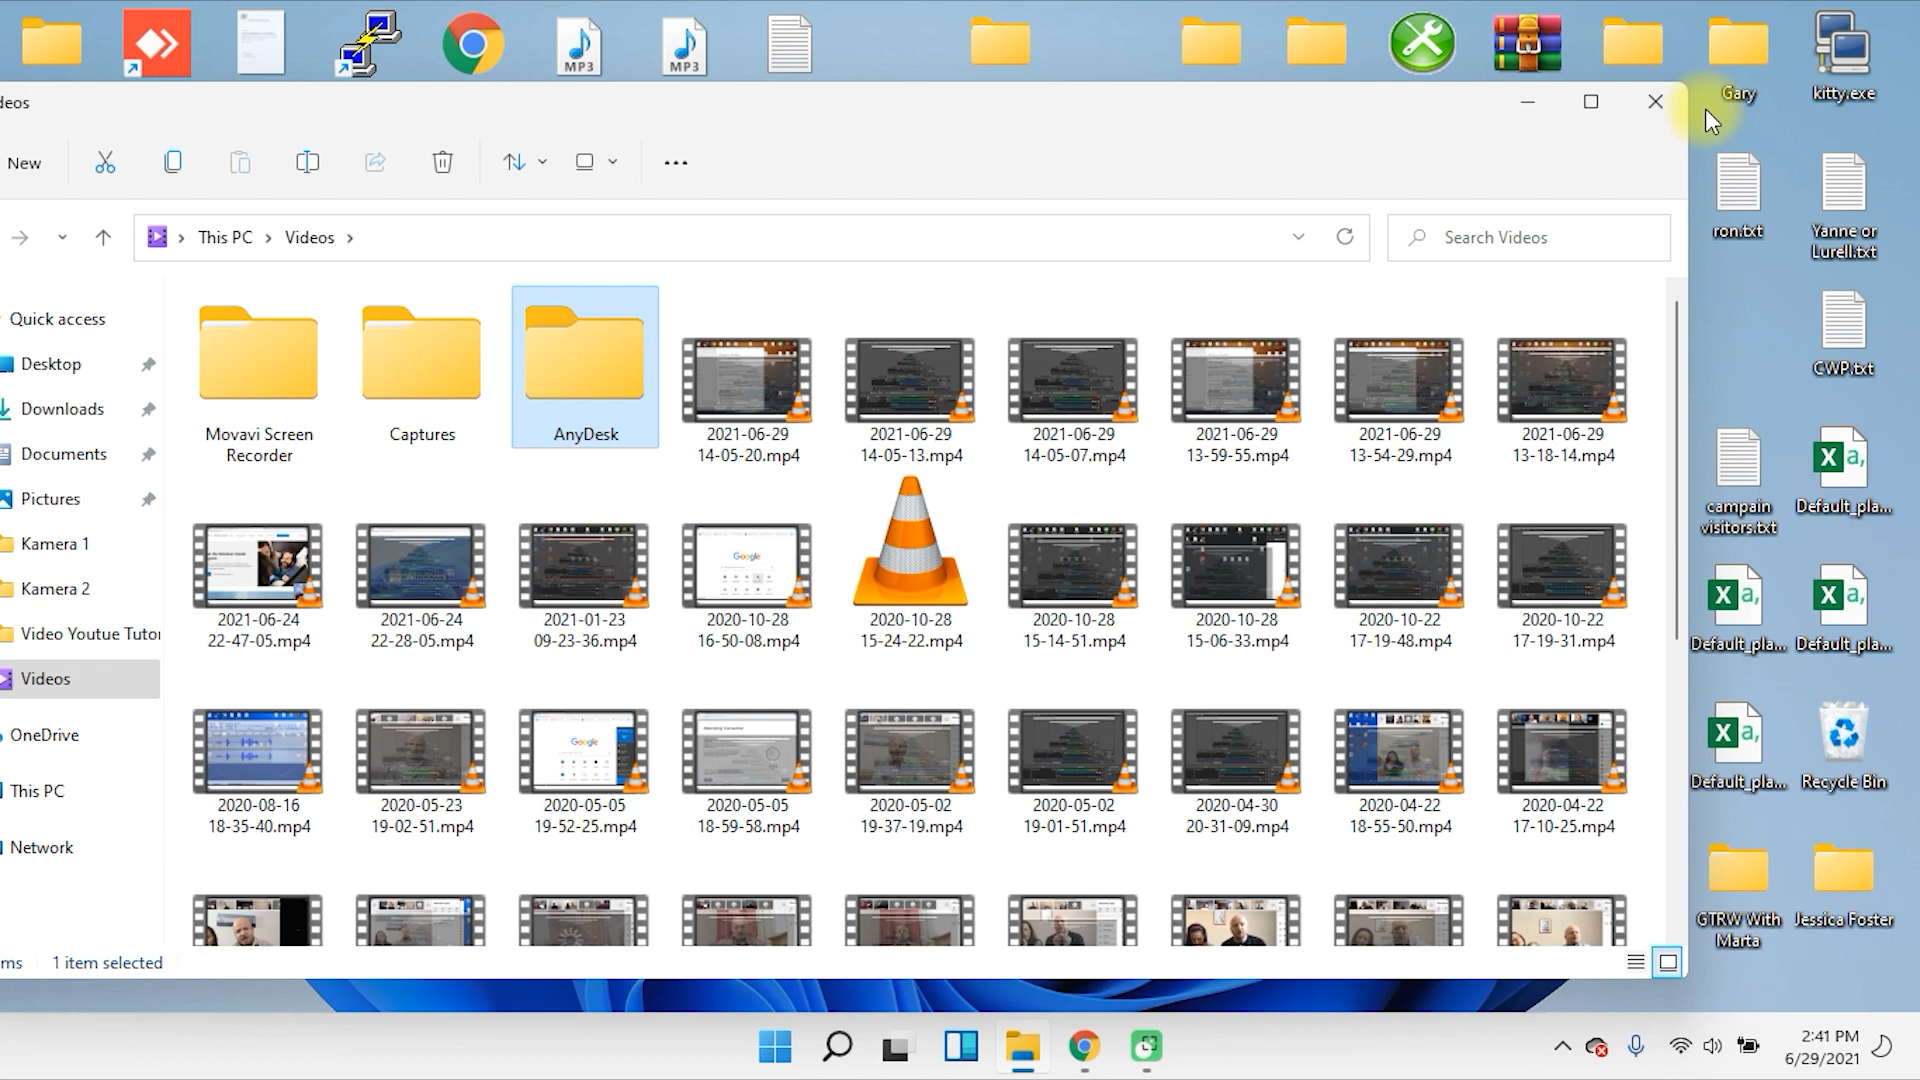 MP3
MP3
Gary
kitty.exe
deos
New
This PC
Videos
Search Videos
ron.txt
Yanne or
Lurell.txt
CWP.txt
campain
visitors.txt
Default_pla...
Default_pla...
Default_pla...
Default_pla...
Recycle Bin
GTRW With
Marta
Jessica Foster
Quick access
Desktop
Downloads
Documents
Pictures
Kamera 1
Kamera 2
Video Youtue Tutor
Videos
OneDrive
This PC
Network
Movavi Screen
Recorder
Captures
AnyDesk
2021-06-29
14-05-20.mp4
2021-06-29
14-05-13.mp4
2021-06-29
14-05-07.mp4
2021-06-29
13-59-55.mp4
2021-06-29
13-54-29.mp4
2021-06-29
13-18-14.mp4
2021-06-24
22-47-05.mp4
2021-06-24
22-28-05.mp4
2021-01-23
09-23-36.mp4
Google
2020-10-28
16-50-08.mp4
2020-10-28
15-24-22.mp4
2020-10-28
15-14-51.mp4
2020-10-28
15-06-33.mp4
2020-10-22
17-19-48.mp4
2020-10-22
17-19-31.mp4
2020-08-16
18-35-40.mp4
2020-05-23
19-02-51.mp4
Google
2020-05-05
19-52-25.mp4
2020-05-05
18-59-58.mp4
2020-05-02
19-37-19.mp4
2020-05-02
19-01-51.mp4
2020-04-30
20-31-09.mp4
2020-04-22
18-55-50.mp4
2020-04-22
17-10-25.mp4
ms
1 item selected
2:41 PM
6/29/2021